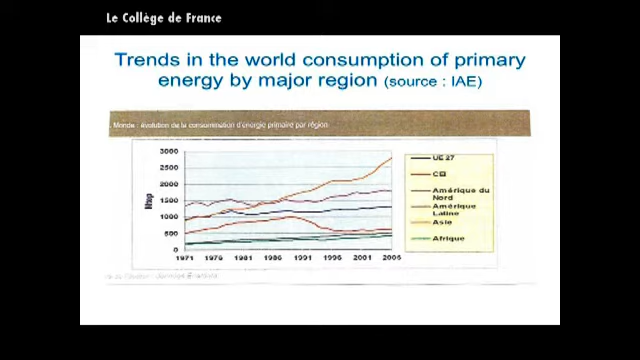 Le Collège de France
Trends in the world consumption of primary
energy by major region (source : IAE)
Monde : évolution de la consommation d'énergie primaire par région
3000
2500
2000
1500
1000
500
0
Mtep
1971 1976 1981 1986 1991 1996 2001 2006
UE 27
CEI
Amérique du
Nord
Amérique
Latine
Asie
Afrique